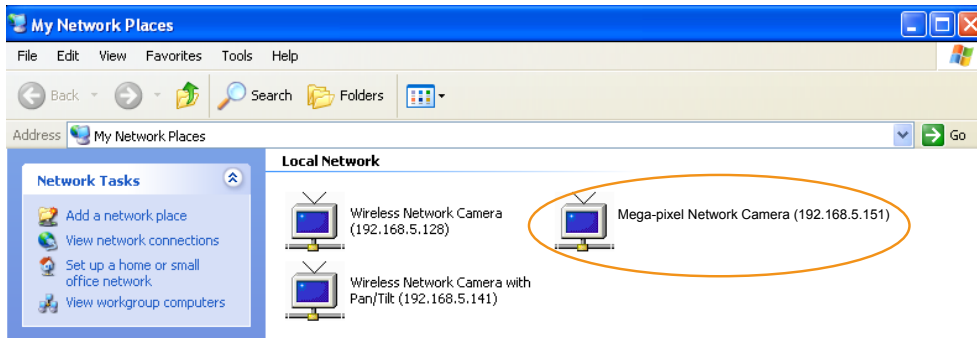 My Network Places
File Edit View Favorites Tools Help
Back Search Folders
Address My Network Places Go
Network Tasks
Add a network place
View network connections
Set up a home or small
office network
View workgroup computers
Local Network
Wireless Network Camera
(192.168.5.128)
Mega-pixel Network Camera (192.168.5.151)
Wireless Network Camera with
Pan/Tilt (192.168.5.141)